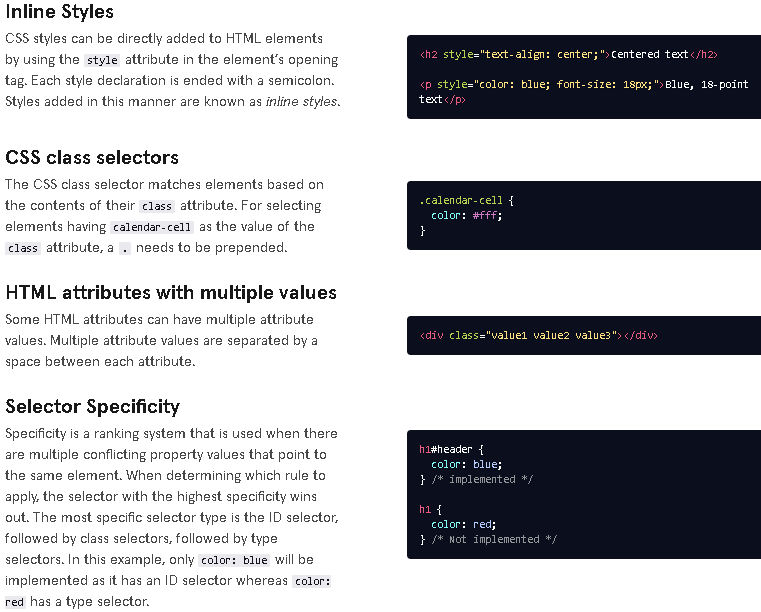 Inline Styles
CSS styles can be directly added to HTML elements
by using the style attribute in the element's opening
tag. Each style declaration is ended with a semicolon.
Styles added in this manner are known as inline styles.
<h2 style="text-align: center;">Centered text</h2>
<p style="color: blue; font-size: 18px;">Blue, 18-point
text</p>
CSS class selectors
The CSS class selector matches elements based on
the contents of their class attribute. For selecting
elements having calendar-cell as the value of the
class attribute, a . needs to be prepended.
.calendar-cell {
  color: #fff;
}
HTML attributes with multiple values
Some HTML attributes can have multiple attribute
values. Multiple attribute values are separated by a
space between each attribute.
<div class="value1 value2 value3"></div>
Selector Specificity
Specificity is a ranking system that is used when there
are multiple conflicting property values that point to
the same element. When determining which rule to
apply, the selector with the highest specificity wins
out. The most specific selector type is the ID selector,
followed by class selectors, followed by type
selectors. In this example, only color: blue will be
implemented as it has an ID selector whereas color:
red has a type selector.
h1#header {
  color: blue;
} /* implemented */
h1 {
  color: red;
} /* Not implemented */